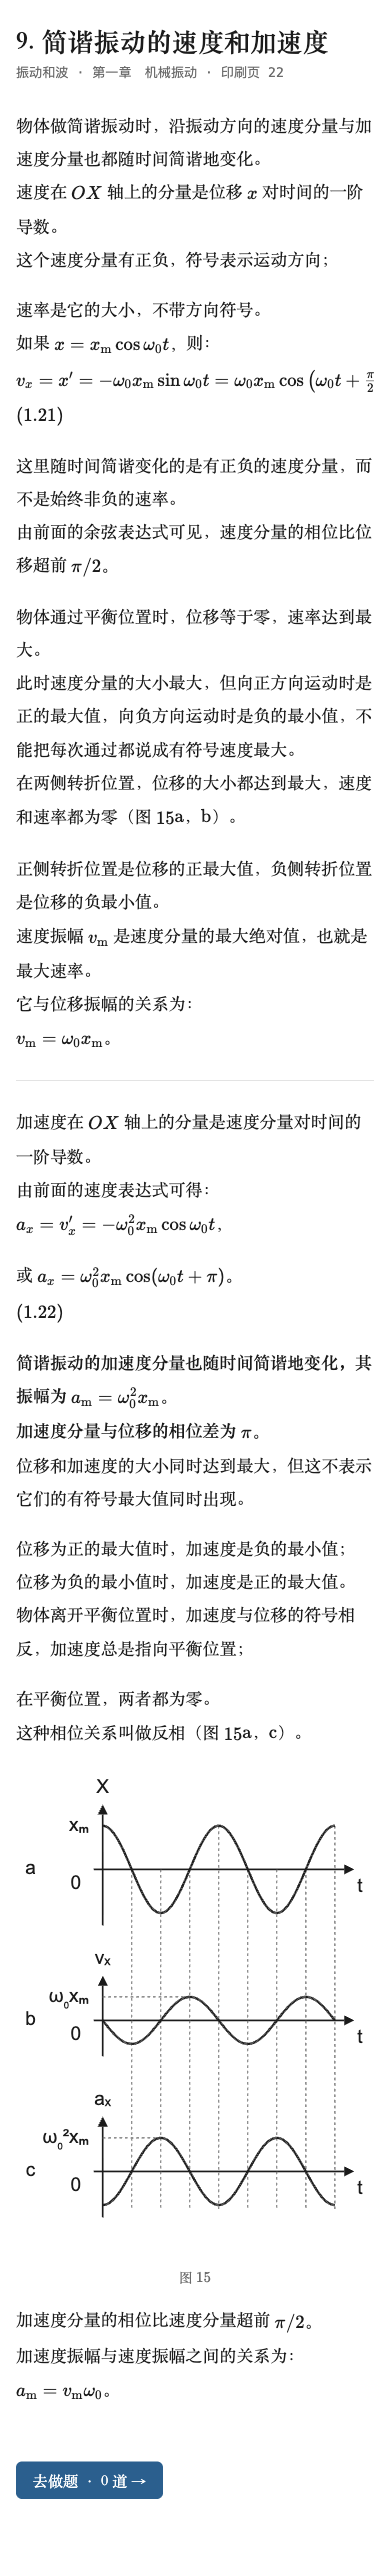 9. 简谐振动的速度和加速度
振动和波 · 第一章 机械振动 · 印刷页 22
物体做简谐振动时，沿振动方向的速度分量与加
速度分量也都随时间简谐地变化。
速度在 OX 轴上的分量是位移 x 对时间的一阶
导数。
这个速度分量有正负，符号表示运动方向；
速率是它的大小，不带方向符号。
如果 x = xₘ cos ω₀t，则：
vₓ = x′ = −ω₀xₘ sin ω₀t = ω₀xₘ cos (ω₀t + π/2
(1.21)
这里随时间简谐变化的是有正负的速度分量，而
不是始终非负的速率。
由前面的余弦表达式可见，速度分量的相位比位
移超前 π/2。
物体通过平衡位置时，位移等于零，速率达到最
大。
此时速度分量的大小最大，但向正方向运动时是
正的最大值，向负方向运动时是负的最小值，不
能把每次通过都说成有符号速度最大。
在两侧转折位置，位移的大小都达到最大，速度
和速率都为零（图 15a，b）。
正侧转折位置是位移的正最大值，负侧转折位置
是位移的负最小值。
速度振幅 vₘ 是速度分量的最大绝对值，也就是
最大速率。
它与位移振幅的关系为：
vₘ = ω₀xₘ。
加速度在 OX 轴上的分量是速度分量对时间的
一阶导数。
由前面的速度表达式可得：
aₓ = v′ₓ = −ω₀²xₘ cos ω₀t，
或 aₓ = ω₀²xₘ cos(ω₀t + π)。
(1.22)
简谐振动的加速度分量也随时间简谐地变化，其
振幅为 aₘ = ω₀²xₘ。
加速度分量与位移的相位差为 π。
位移和加速度的大小同时达到最大，但这不表示
它们的有符号最大值同时出现。
位移为正的最大值时，加速度是负的最小值；
位移为负的最小值时，加速度是正的最大值。
物体离开平衡位置时，加速度与位移的符号相
反，加速度总是指向平衡位置；
在平衡位置，两者都为零。
这种相位关系叫做反相（图 15a，c）。
X
xₘ
a
0
t
vₓ
ω₀xₘ
b
0
t
aₓ
ω₀²xₘ
c
0
t
图 15
加速度分量的相位比速度分量超前 π/2。
加速度振幅与速度振幅之间的关系为：
aₘ = vₘω₀。
去做题 · 0 道 →